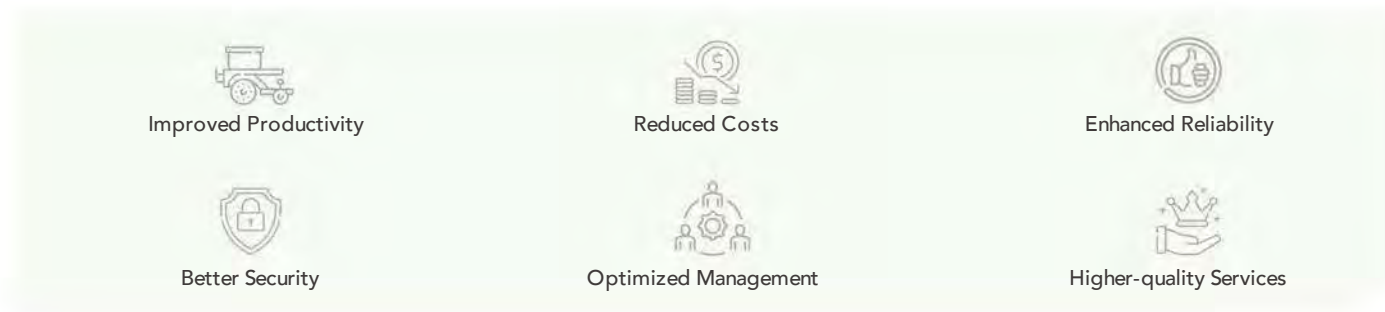 Improved Productivity
Reduced Costs
Enhanced Reliability
Better Security
Optimized Management
Higher-quality Services